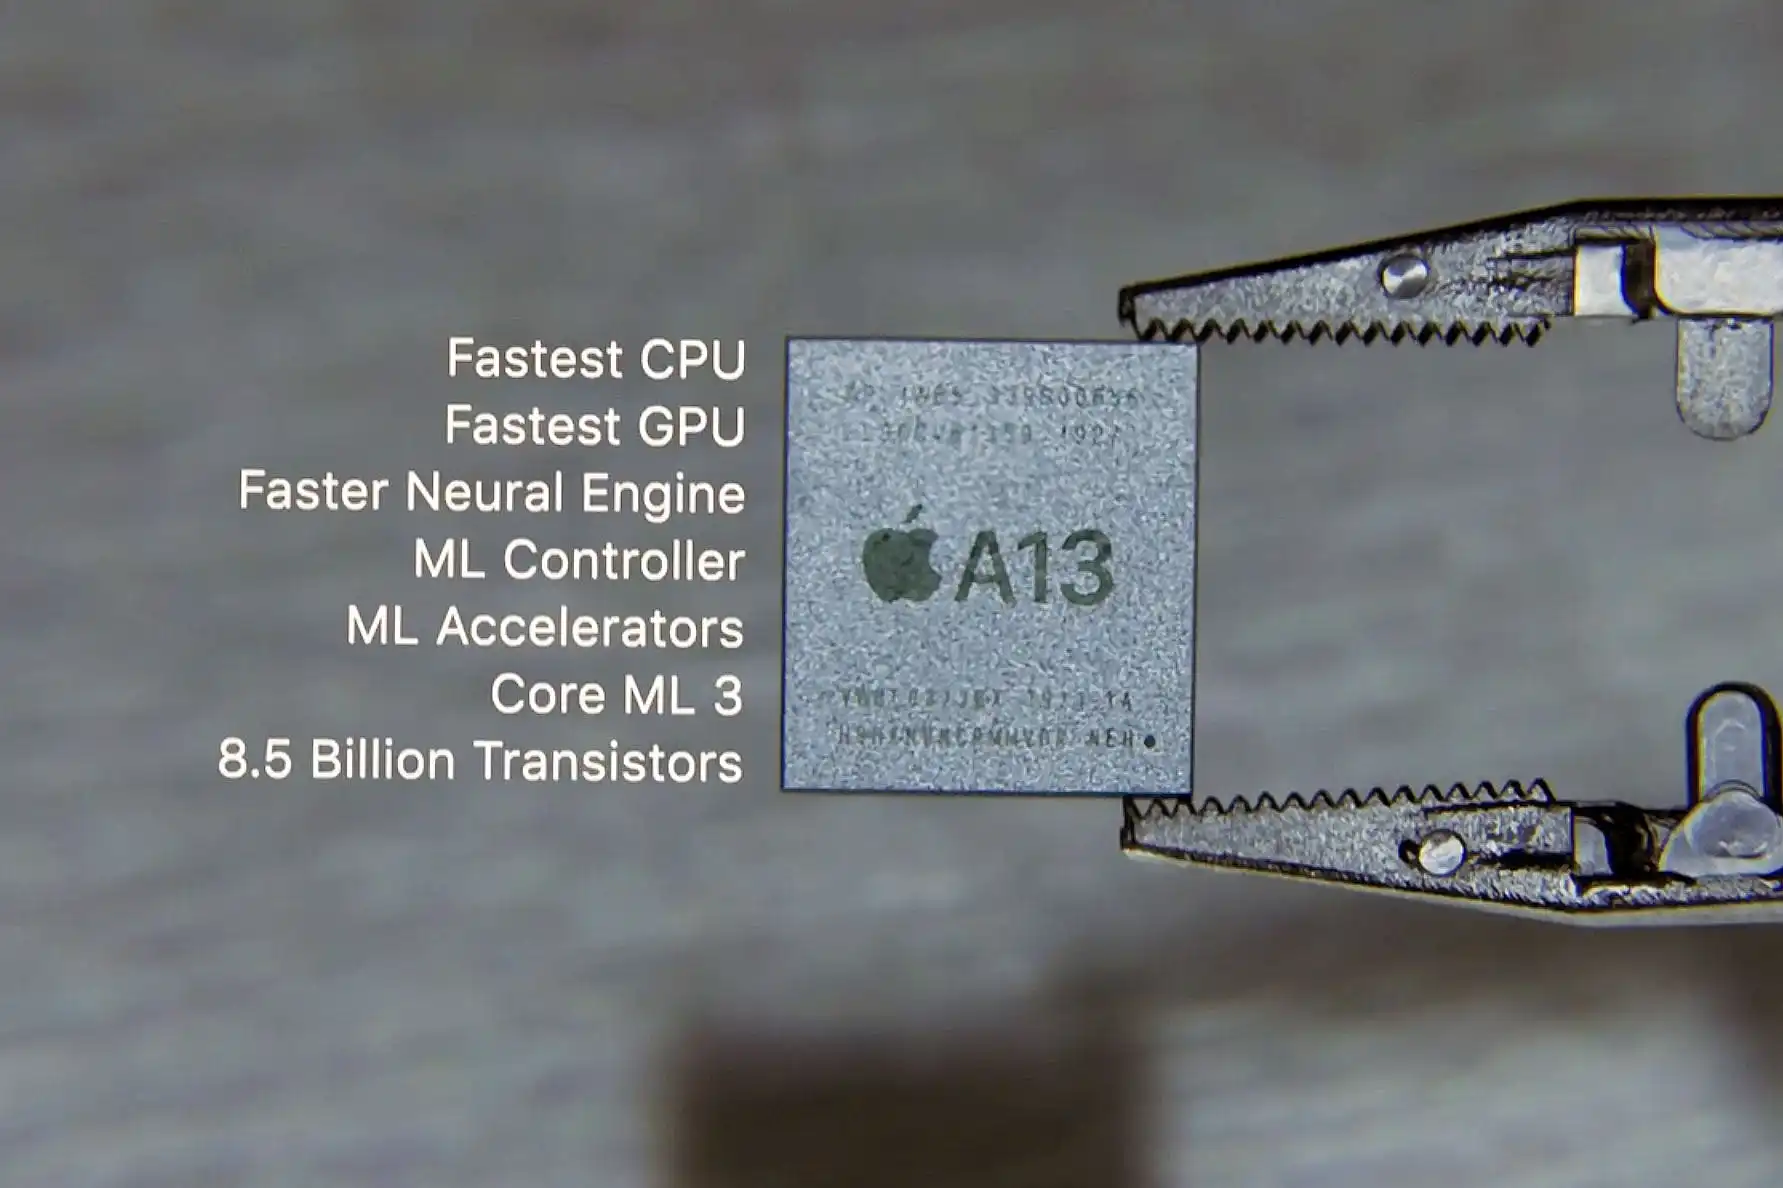 Fastest CPU
Fastest GPU
Faster Neural Engine
ML Controller
ML Accelerators
Core ML 3
8.5 Billion Transistors
A13